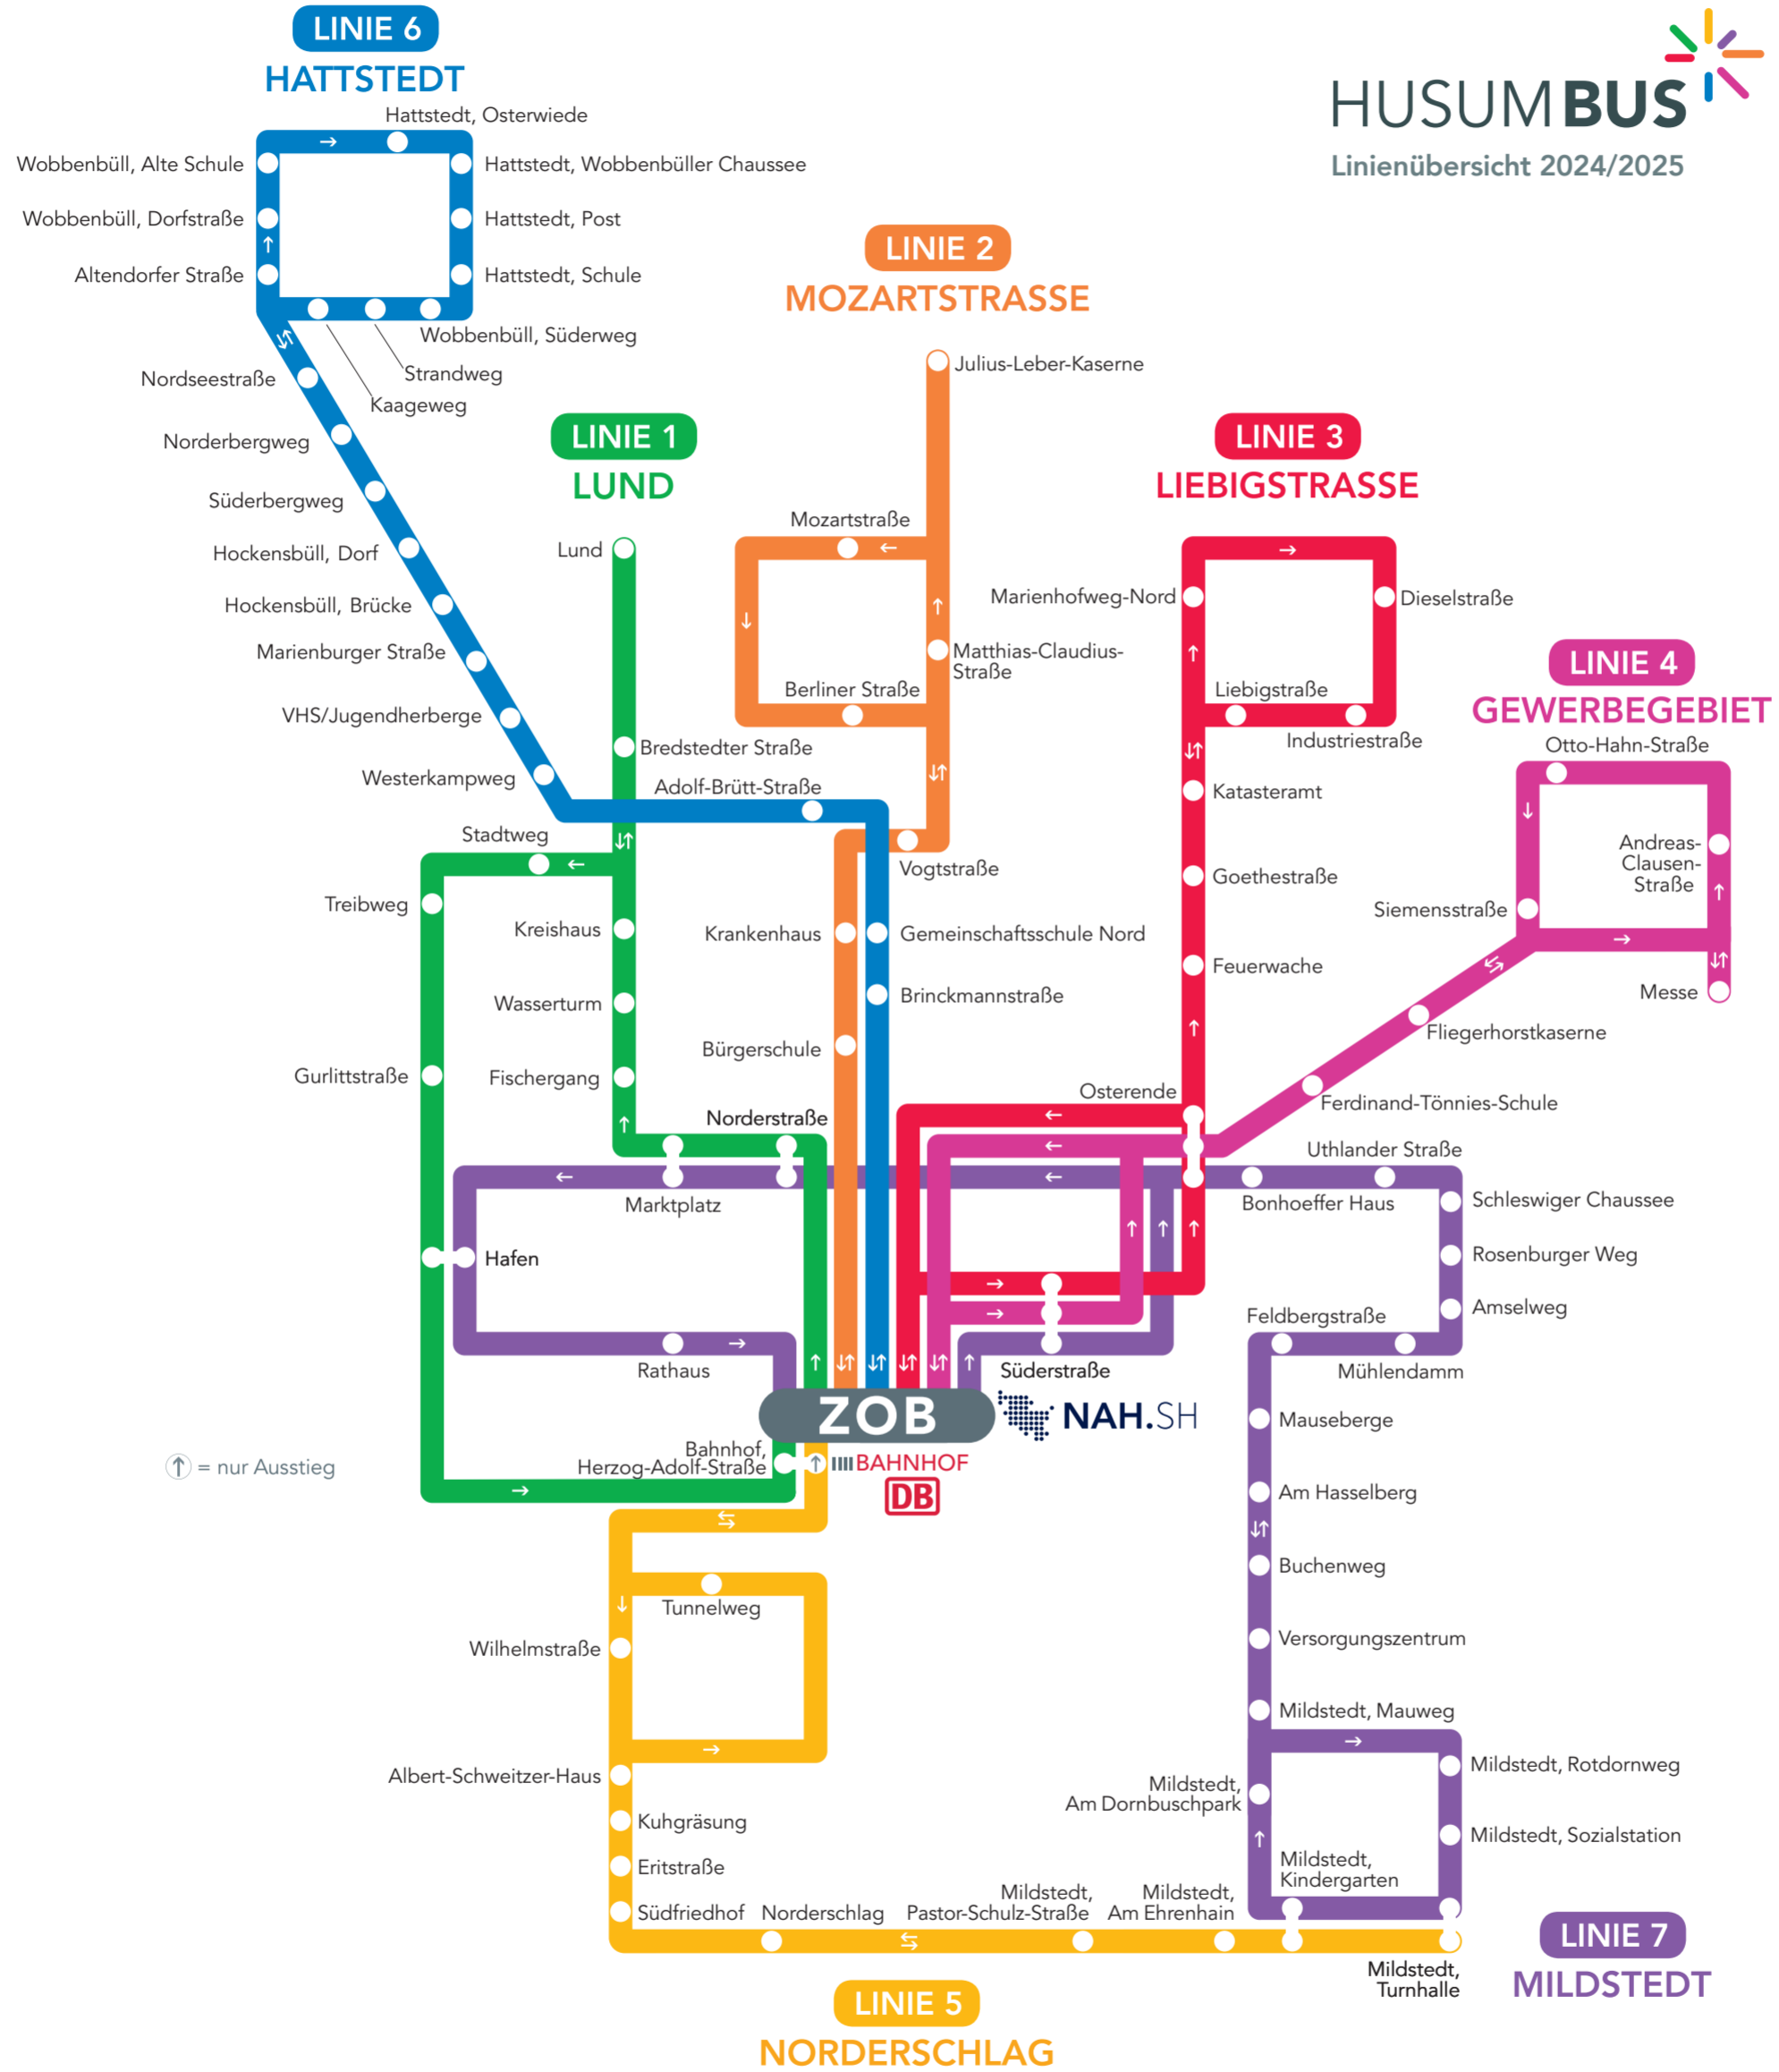 LINIE 6
HATTSTEDT
Hattstedt, Osterwiede
Wobbenbüll, Alte Schule
Hattstedt, Wobbenbüller Chaussee
Wobbenbüll, Dorfstraße
Hattstedt, Post
Altendorfer Straße
Hattstedt, Schule
Wobbenbüll, Süderweg
Strandweg
Kaageweg
Nordseestraße
Norderbergweg
Süderbergweg
Hockensbüll, Dorf
Hockensbüll, Brücke
Marienburger Straße
VHS/Jugendherberge
Westerkampweg
Adolf-Brütt-Straße
Gemeinschaftsschule Nord
Brinckmannstraße
HUSUMBUS
Linienübersicht 2024/2025
LINIE 2
MOZARTSTRASSE
Julius-Leber-Kaserne
Mozartstraße
Matthias-Claudius-
Straße
Berliner Straße
Vogtstraße
Krankenhaus
Bürgerschule
LINIE 1
LUND
Lund
Bredstedter Straße
Stadtweg
Treibweg
Kreishaus
Wasserturm
Gurlittstraße
Fischergang
Norderstraße
Marktplatz
Hafen
Rathaus
LINIE 3
LIEBIGSTRASSE
Marienhofweg-Nord
Dieselstraße
Liebigstraße
Industriestraße
Katasteramt
Goethestraße
Feuerwache
Osterende
LINIE 4
GEWERBEGEBIET
Otto-Hahn-Straße
Andreas-
Clausen-
Straße
Siemensstraße
Messe
Fliegerhorstkaserne
Ferdinand-Tönnies-Schule
Uthlander Straße
Bonhoeffer Haus
Schleswiger Chaussee
Rosenburger Weg
Amselweg
Feldbergstraße
Mühlendamm
Süderstraße
ZOB
NAH.SH
Bahnhof,
Herzog-Adolf-Straße
BAHNHOF
DB
= nur Ausstieg
Mauseberge
Am Hasselberg
Buchenweg
Versorgungszentrum
Mildstedt, Mauweg
Mildstedt, Rotdornweg
Mildstedt,
Am Dornbuschpark
Mildstedt, Sozialstation
Mildstedt,
Kindergarten
Tunnelweg
Wilhelmstraße
Albert-Schweitzer-Haus
Kuhgräsung
Eritstraße
Südfriedhof
Norderschlag
Mildstedt,
Pastor-Schulz-Straße
Mildstedt,
Am Ehrenhain
Mildstedt,
Turnhalle
LINIE 7
MILDSTEDT
LINIE 5
NORDERSCHLAG